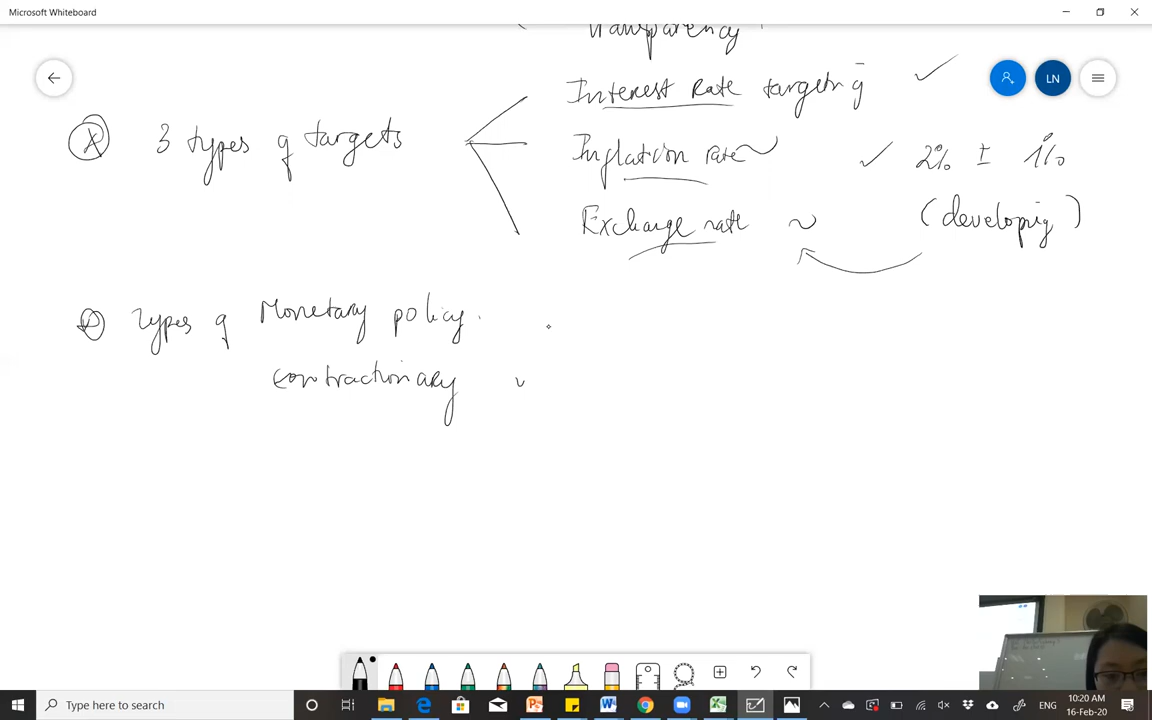 Microsoft Whiteboard
Transparency
Interest Rate targeting
3 types of targets
Inflation rate ~ ✓ 2% ± 1%
Exchange rate ~ (developing)
LN
Types of Monetary policy.
contractionary v
Type here to search
ENG
10:20 AM
16-Feb-20